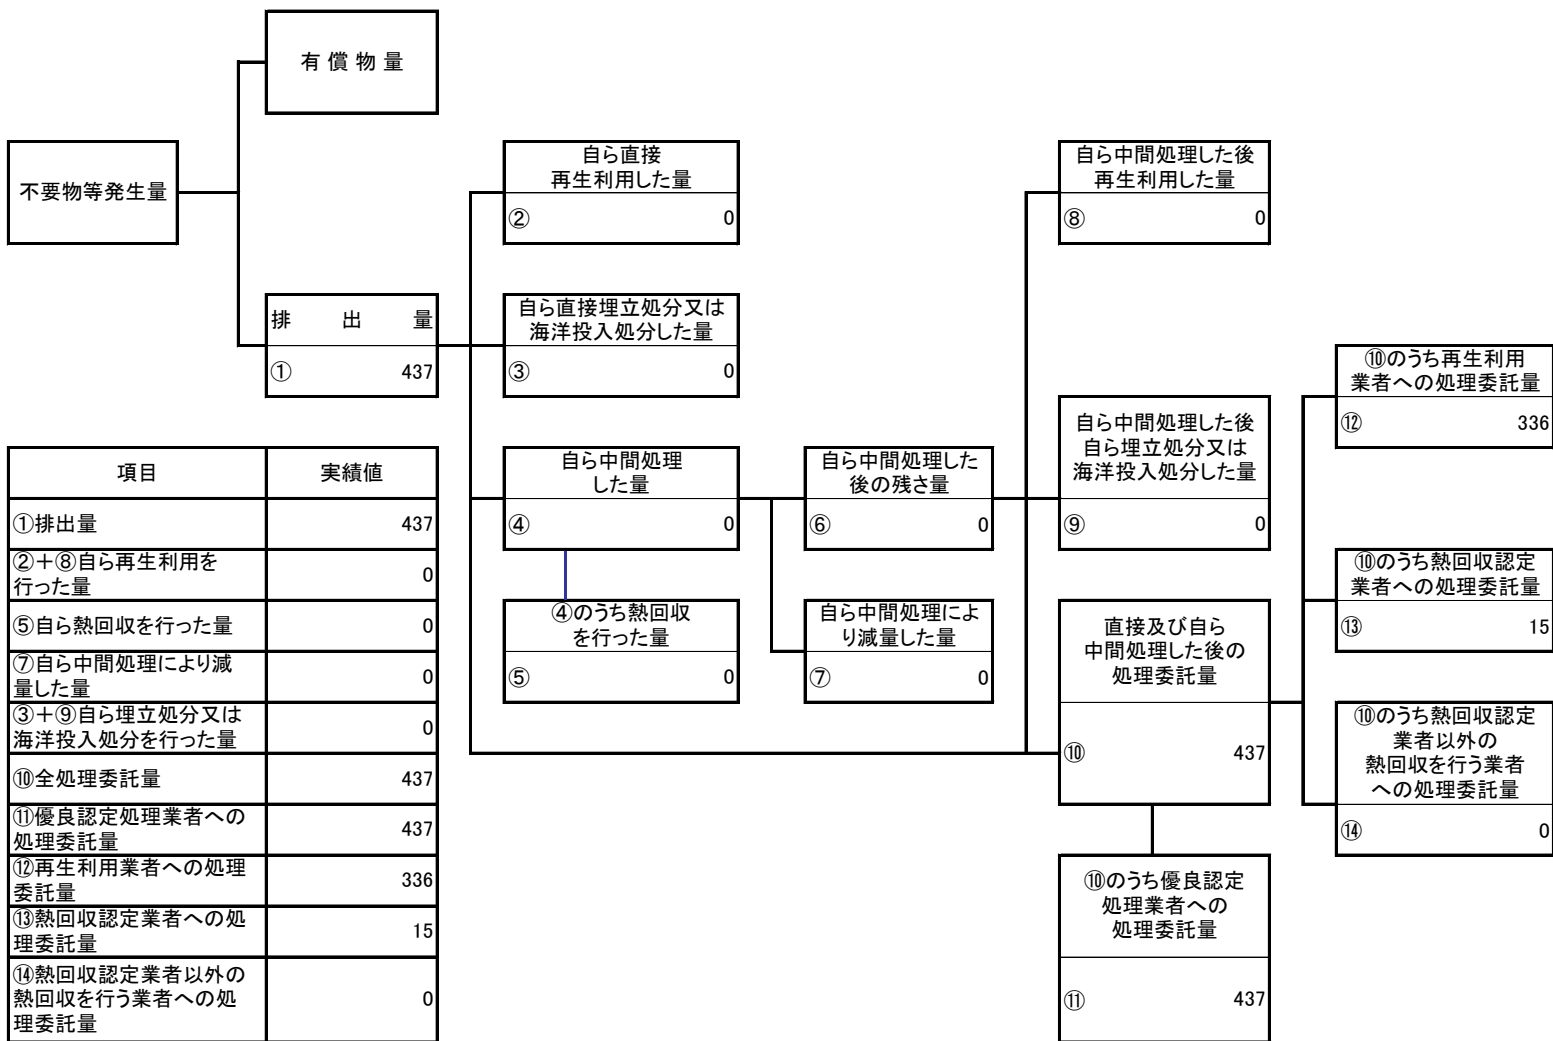 有 償 物 量
不要物等発生量
自ら直接
再生利用した量
② 0
自ら中間処理した後
再生利用した量
⑧ 0
排 出 量
① 437
自ら直接埋立処分又は
海洋投入処分した量
③ 0
⑩のうち再生利用
業者への処理委託量
⑫ 336
自ら中間処理した後
自ら埋立処分又は
海洋投入処分した量
⑨ 0
自ら中間処理
した量
④ 0
自ら中間処理した
後の残さ量
⑥ 0
⑩のうち熱回収認定
業者への処理委託量
⑬ 15
④のうち熱回収
を行った量
⑤ 0
自ら中間処理によ
り減量した量
⑦ 0
直接及び自ら
中間処理した後の
処理委託量
⑩ 437
⑩のうち熱回収認定
業者以外の
熱回収を行う業者
への処理委託量
⑭ 0
⑩のうち優良認定
処理業者への
処理委託量
⑪ 437
項目 実績値
①排出量 437
②+⑧自ら再生利用を
行った量 0
⑤自ら熱回収を行った量 0
⑦自ら中間処理により減
量した量 0
③+⑨自ら埋立処分又は
海洋投入処分を行った量 0
⑩全処理委託量 437
⑪優良認定処理業者への
処理委託量 437
⑫再生利用業者への処理
委託量 336
⑬熱回収認定業者への処
理委託量 15
⑭熱回収認定業者以外の
熱回収を行う業者への処
理委託量 0